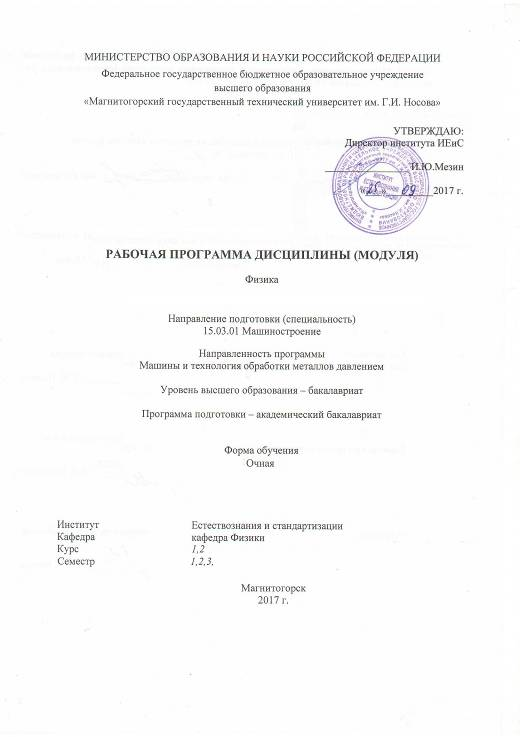 МИНИСТЕРСТВО ОБРАЗОВАНИЯ И НАУКИ РОССИЙСКОЙ ФЕДЕРАЦИИ
Федеральное государственное бюджетное образовательное учреждение
высшего образования
«Магнитогорский государственный технический университет им. Г.И. Носова»
УТВЕРЖДАЮ:
Директор института ИЕиС
И.Ю.Мезин
« 25 » 09 2017 г.
РАБОЧАЯ ПРОГРАММА ДИСЦИПЛИНЫ (МОДУЛЯ)
Физика
Направление подготовки (специальность)
15.03.01 Машиностроение
Направленность программы
Машины и технология обработки металлов давлением
Уровень высшего образования – бакалавриат
Программа подготовки – академический бакалавриат
Форма обучения
Очная
Институт Естествознания и стандартизации
Кафедра кафедра Физики
Курс 1,2
Семестр 1,2,3,
Магнитогорск
2017 г.